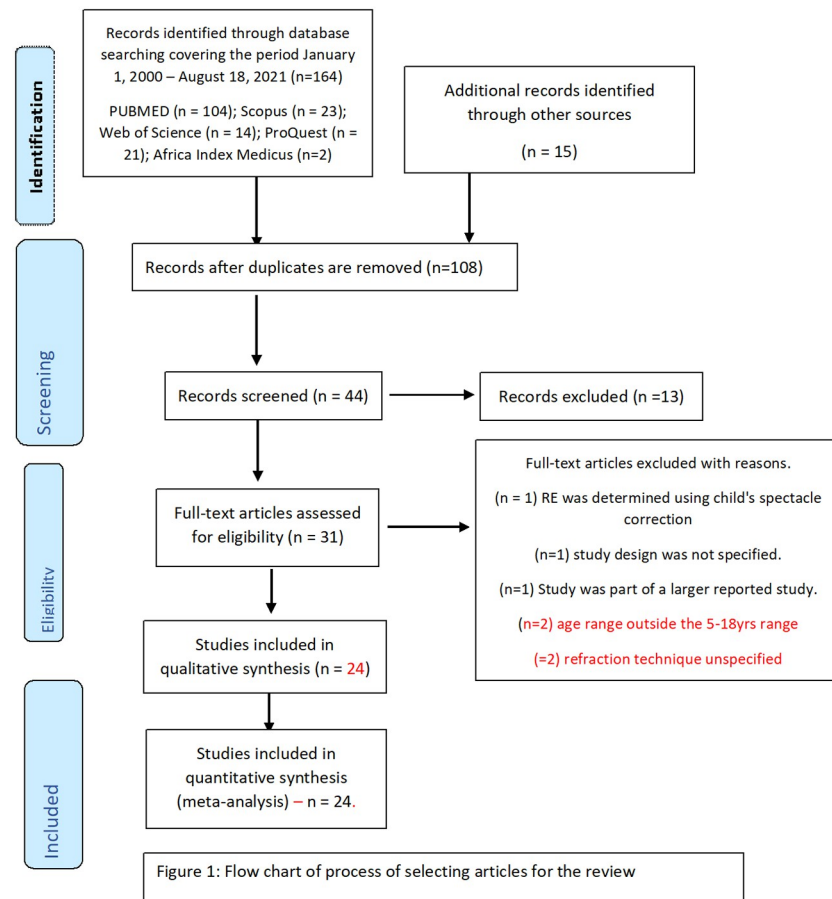 Records identified through database
searching covering the period January
1, 2000 – August 18, 2021 (n=164)
PUBMED (n = 104); Scopus (n = 23);
Web of Science (n = 14); ProQuest (n =
21); Africa Index Medicus (n=2)
Additional records identified
through other sources
(n = 15)
Identification
Records after duplicates are removed (n=108)
Screening
Records screened (n = 44)
Records excluded (n =13)
Eligibility
Full-text articles assessed
for eligibility (n = 31)
Full-text articles excluded with reasons.
(n = 1) RE was determined using child's spectacle
correction
(n=1) study design was not specified.
(n=1) Study was part of a larger reported study.
(n=2) age range outside the 5-18yrs range
(=2) refraction technique unspecified
Studies included in
qualitative synthesis (n = 24)
Included
Studies included in
quantitative synthesis
(meta-analysis) – n = 24.
Figure 1: Flow chart of process of selecting articles for the review